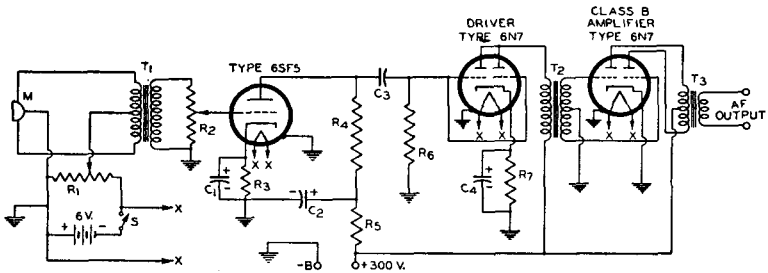 DRIVER
TYPE 6N7
CLASS B
AMPLIFIER
TYPE 6N7
T1
TYPE 6SF5
C3
T2
T3
M
R2
R4
R6
AF
OUTPUT
X X
X X
X X
R1
C1
R3
C2
C4
R7
R5
S
X
+ 6V. -
X
-B
+300 V.